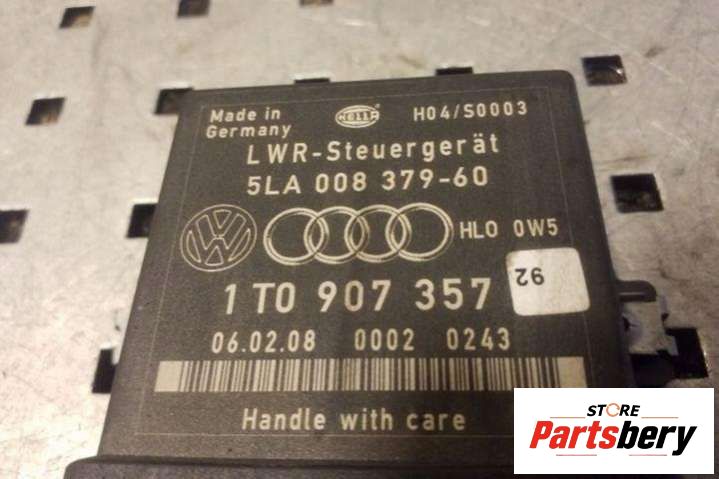 Made in
Germany
HELLA
H04/S0003
LWR-Steuergerät
5LA 008 379-60
VW
HLO 0W5
1T0 907 357
92
06.02.08 0002 0243
Handle with care
STORE
Partsbery